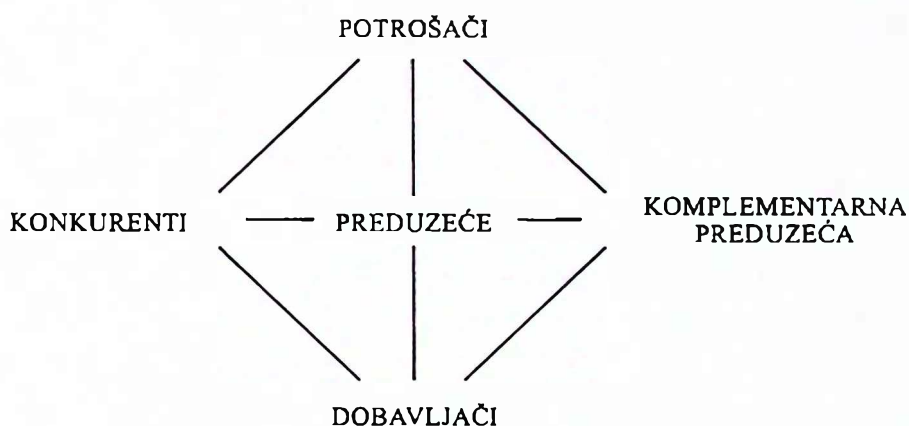 POTROŠAČI
KONKURENTI
PREDUZEĆE
KOMPLEMENTARNA
PREDUZEĆA
DOBAVLJAČI